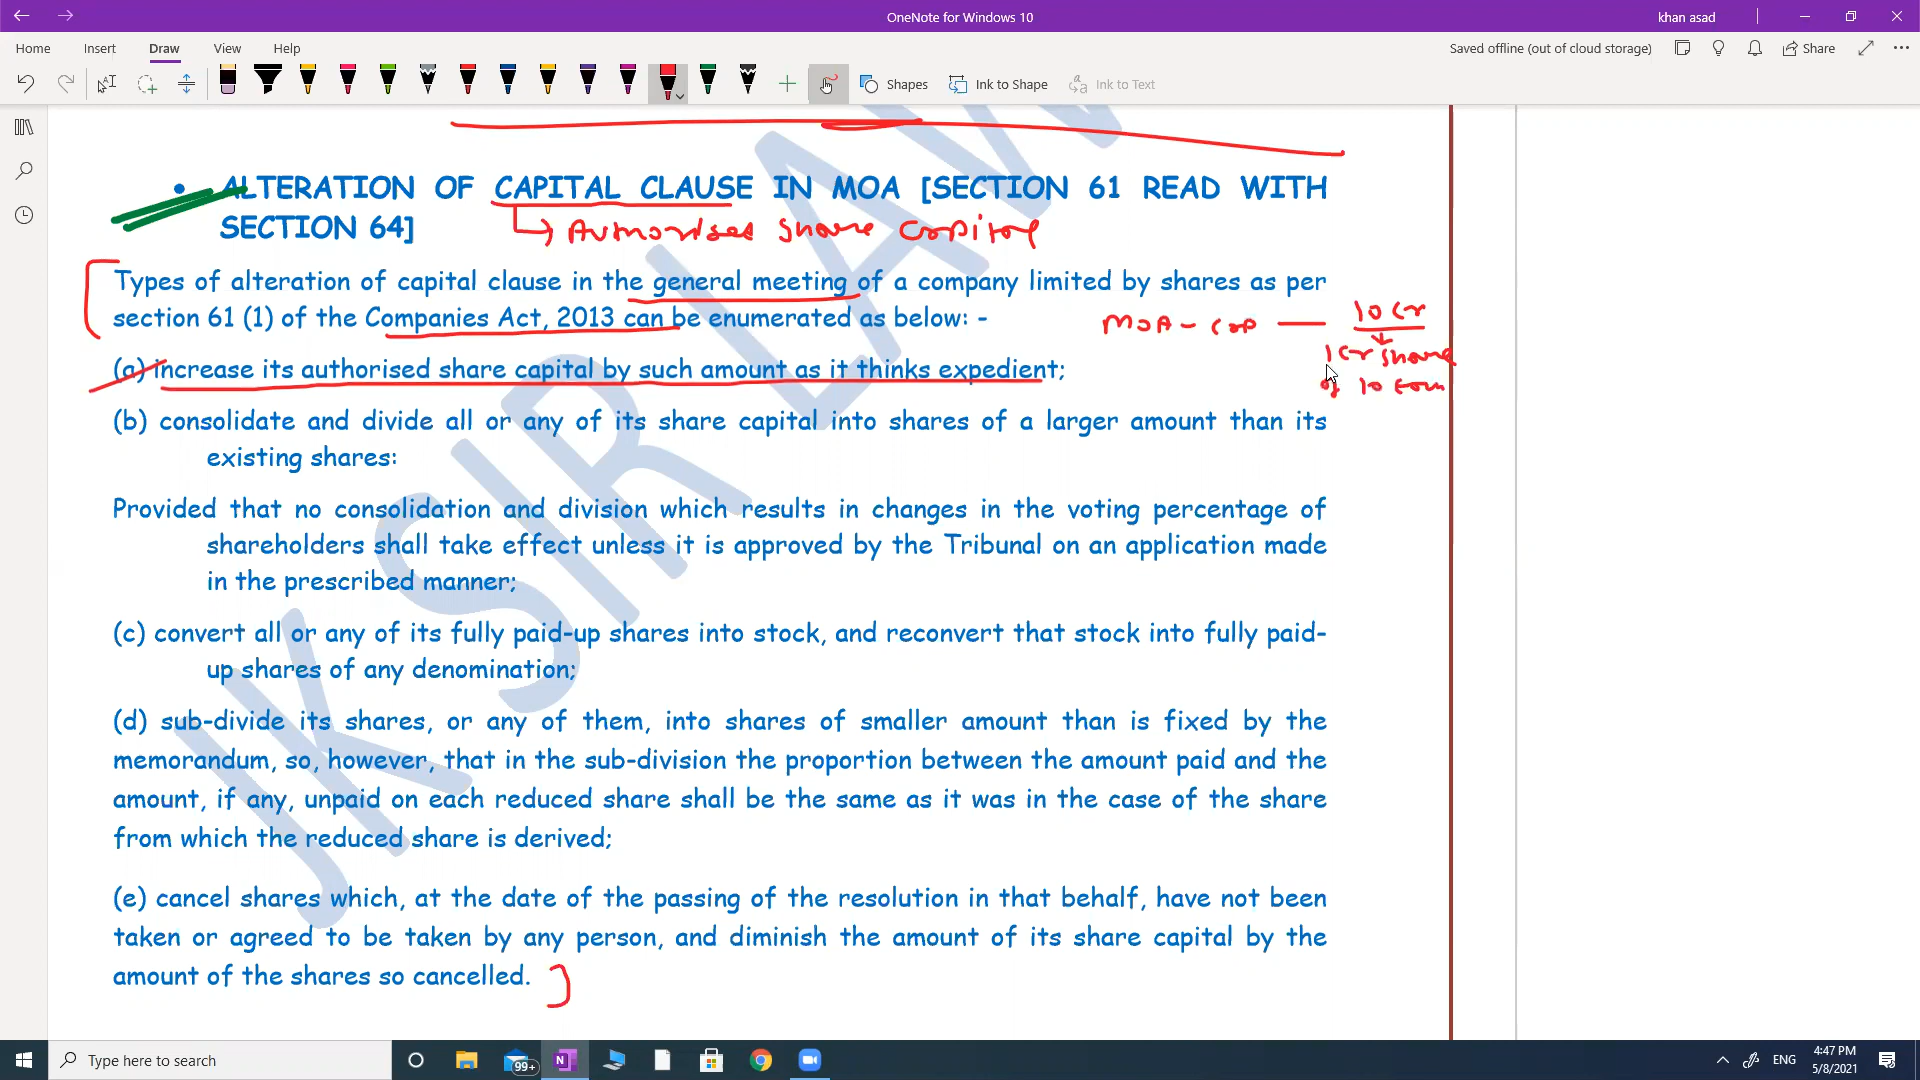 OneNote for Windows 10
khan asad
Home Insert Draw View Help
Saved offline (out of cloud storage)
Share
Shapes
Ink to Shape
Ink to Text
• ALTERATION OF CAPITAL CLAUSE IN MOA [SECTION 61 READ WITH
SECTION 64]
Authorised Share Capital
Types of alteration of capital clause in the general meeting of a company limited by shares as per
section 61 (1) of the Companies Act, 2013 can be enumerated as below: -
MOA - Cap — 10 Cr
1 Cr share
of 10 each
(a) increase its authorised share capital by such amount as it thinks expedient;
(b) consolidate and divide all or any of its share capital into shares of a larger amount than its
existing shares:
Provided that no consolidation and division which results in changes in the voting percentage of
shareholders shall take effect unless it is approved by the Tribunal on an application made
in the prescribed manner;
(c) convert all or any of its fully paid-up shares into stock, and reconvert that stock into fully paid-
up shares of any denomination;
(d) sub-divide its shares, or any of them, into shares of smaller amount than is fixed by the
memorandum, so, however, that in the sub-division the proportion between the amount paid and the
amount, if any, unpaid on each reduced share shall be the same as it was in the case of the share
from which the reduced share is derived;
(e) cancel shares which, at the date of the passing of the resolution in that behalf, have not been
taken or agreed to be taken by any person, and diminish the amount of its share capital by the
amount of the shares so cancelled.
JK SIR LAW
Type here to search
99+
ENG
4:47 PM
5/8/2021